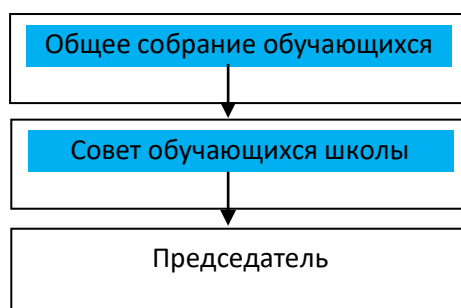 Общее собрание обучающихся
Совет обучающихся школы
Председатель